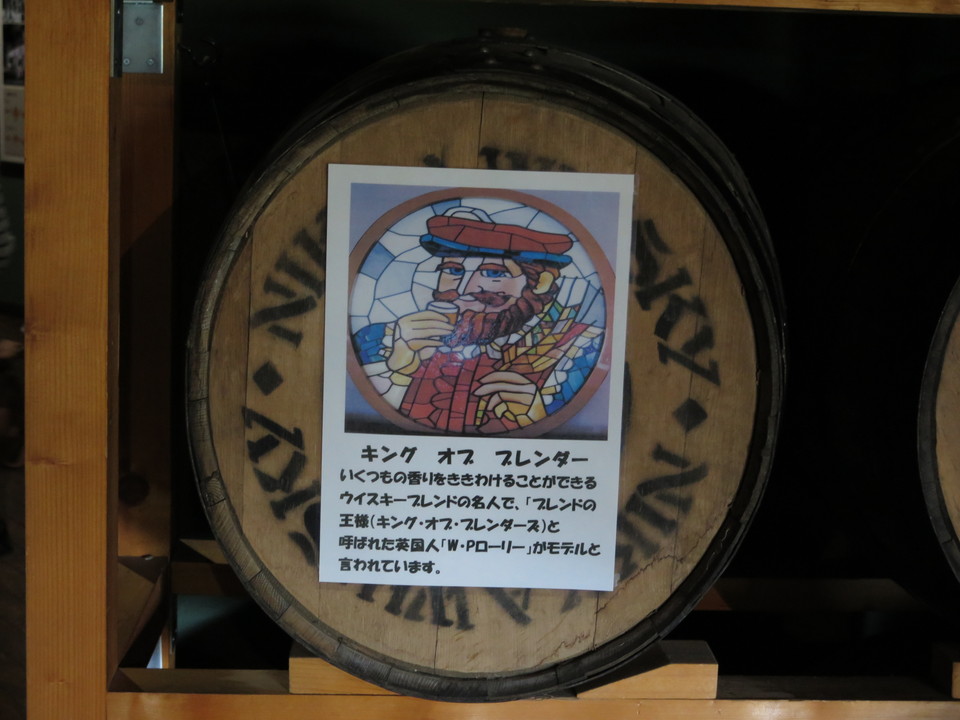 キング オブ ブレンダー
いくつもの香りをききわけることができる
ウイスキーブレンドの名人で、「ブレンドの
王様(キング・オブ・ブレンダーズ)と
呼ばれた英国人「W・Pローリー」がモデルと
言われています。